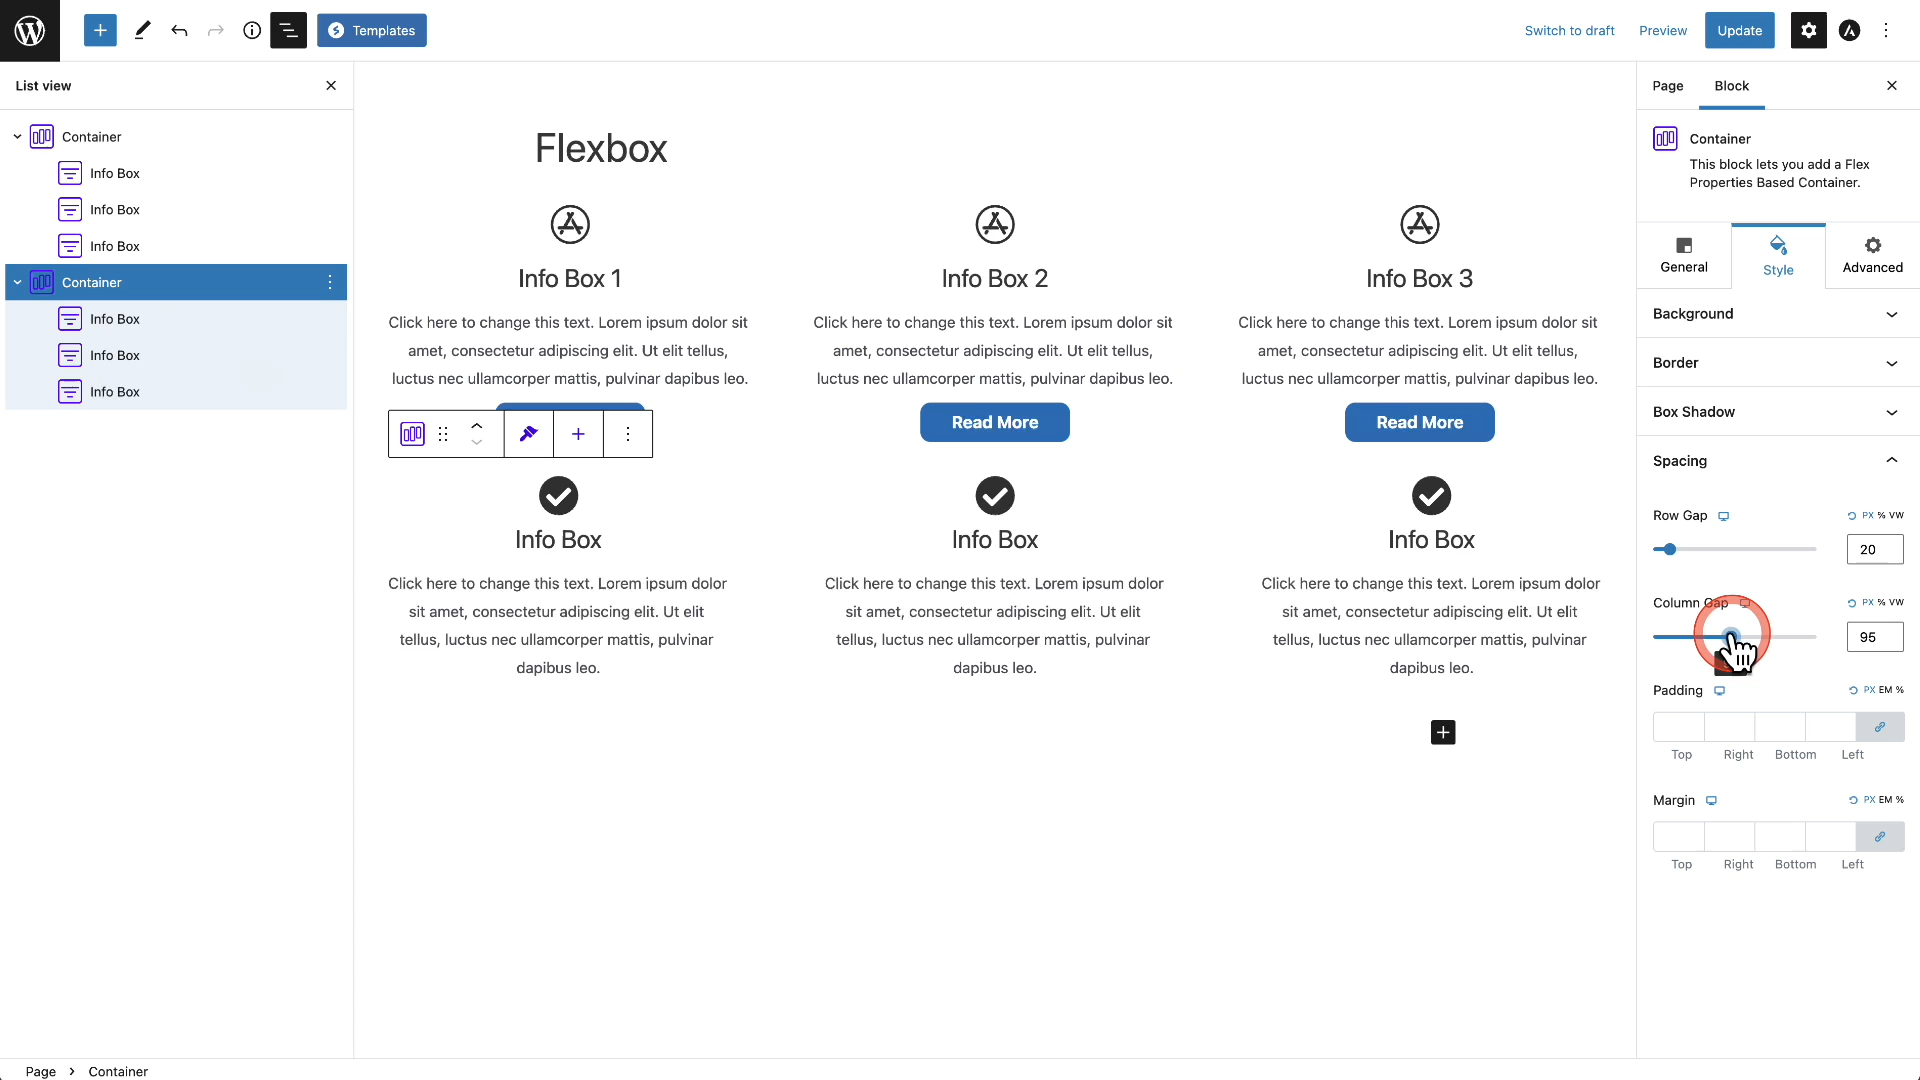 Templates
Switch to draft
Preview
Update
List view
Container
Info Box
Info Box
Info Box
Container
Info Box
Info Box
Info Box
Flexbox
Info Box 1
Click here to change this text. Lorem ipsum dolor sit
amet, consectetur adipiscing elit. Ut elit tellus,
luctus nec ullamcorper mattis, pulvinar dapibus leo.
Info Box 2
Click here to change this text. Lorem ipsum dolor sit
amet, consectetur adipiscing elit. Ut elit tellus,
luctus nec ullamcorper mattis, pulvinar dapibus leo.
Read More
Info Box 3
Click here to change this text. Lorem ipsum dolor sit
amet, consectetur adipiscing elit. Ut elit tellus,
luctus nec ullamcorper mattis, pulvinar dapibus leo.
Read More
Info Box
Click here to change this text. Lorem ipsum dolor
sit amet, consectetur adipiscing elit. Ut elit
tellus, luctus nec ullamcorper mattis, pulvinar
dapibus leo.
Info Box
Click here to change this text. Lorem ipsum dolor
sit amet, consectetur adipiscing elit. Ut elit
tellus, luctus nec ullamcorper mattis, pulvinar
dapibus leo.
Info Box
Click here to change this text. Lorem ipsum dolor
sit amet, consectetur adipiscing elit. Ut elit
tellus, luctus nec ullamcorper mattis, pulvinar
dapibus leo.
Page Block
Container
This block lets you add a Flex
Properties Based Container.
General Style Advanced
Background
Border
Box Shadow
Spacing
Row Gap PX % VW
20
Column Gap PX % VW
95
Padding PX EM %
Top Right Bottom Left
Margin PX EM %
Top Right Bottom Left
Page > Container